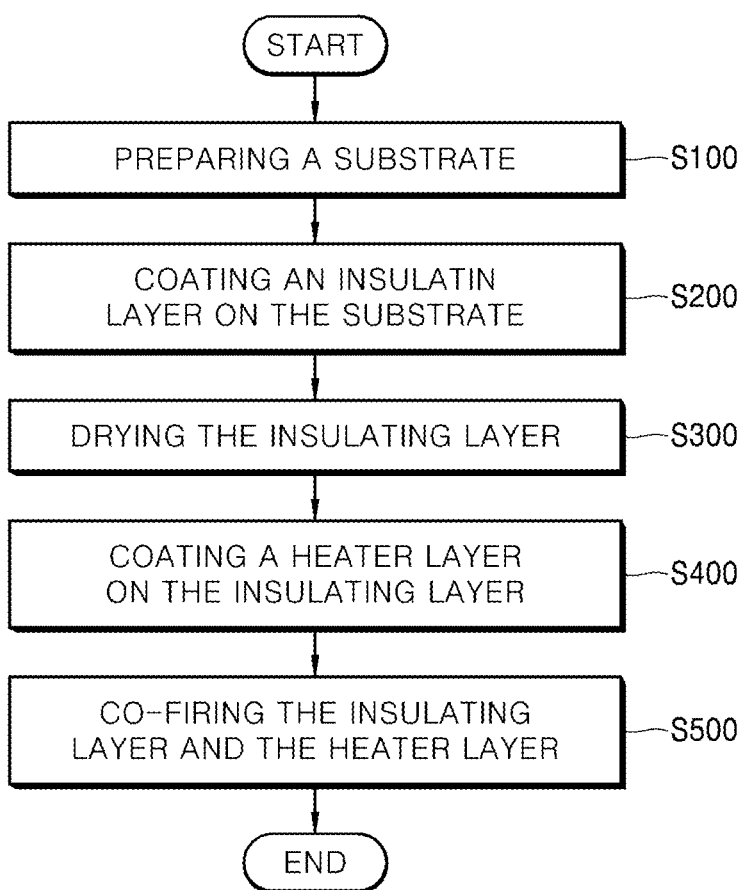 START
PREPARING A SUBSTRATE
S100
COATING AN INSULATIN
LAYER ON THE SUBSTRATE
S200
DRYING THE INSULATING LAYER
S300
COATING A HEATER LAYER
ON THE INSULATING LAYER
S400
CO-FIRING THE INSULATING
LAYER AND THE HEATER LAYER
S500
END